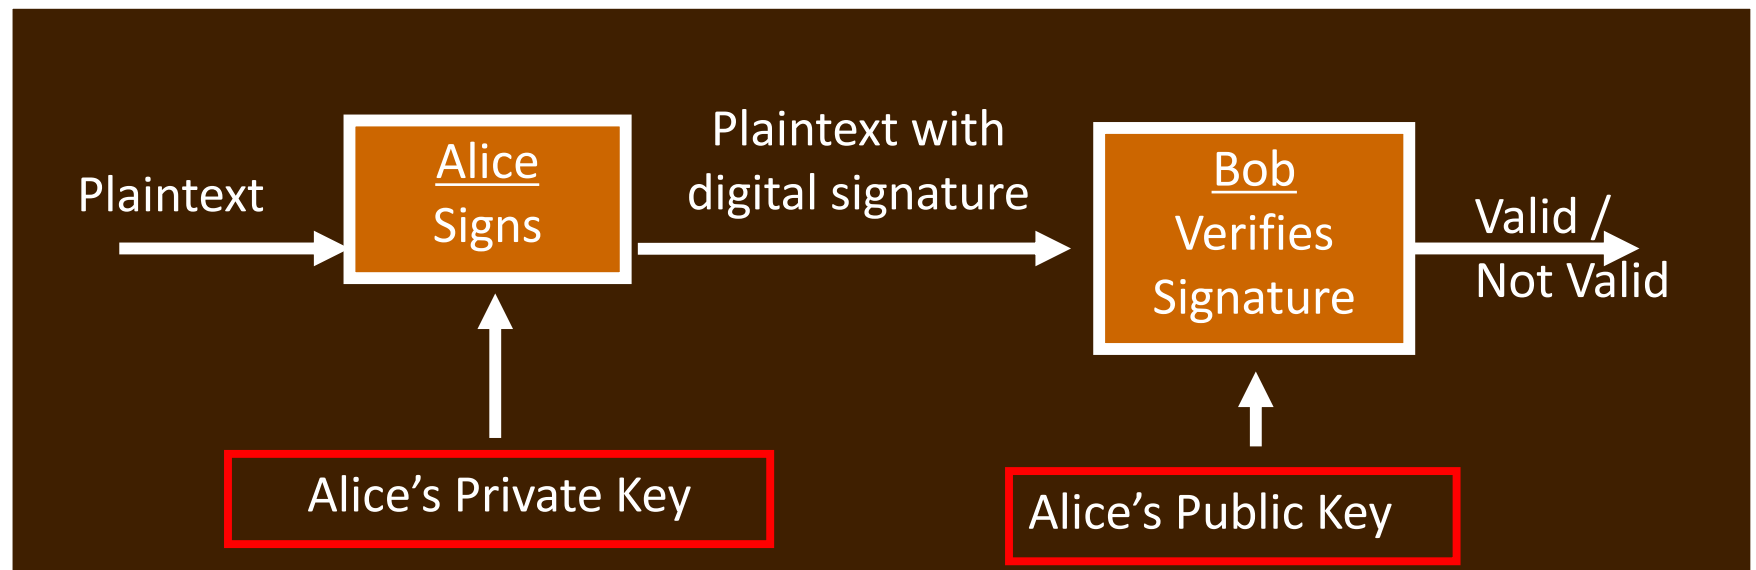 Plaintext
Alice
Signs
Plaintext with
digital signature
Bob
Verifies
Signature
Valid /
Not Valid
Alice’s Private Key
Alice’s Public Key